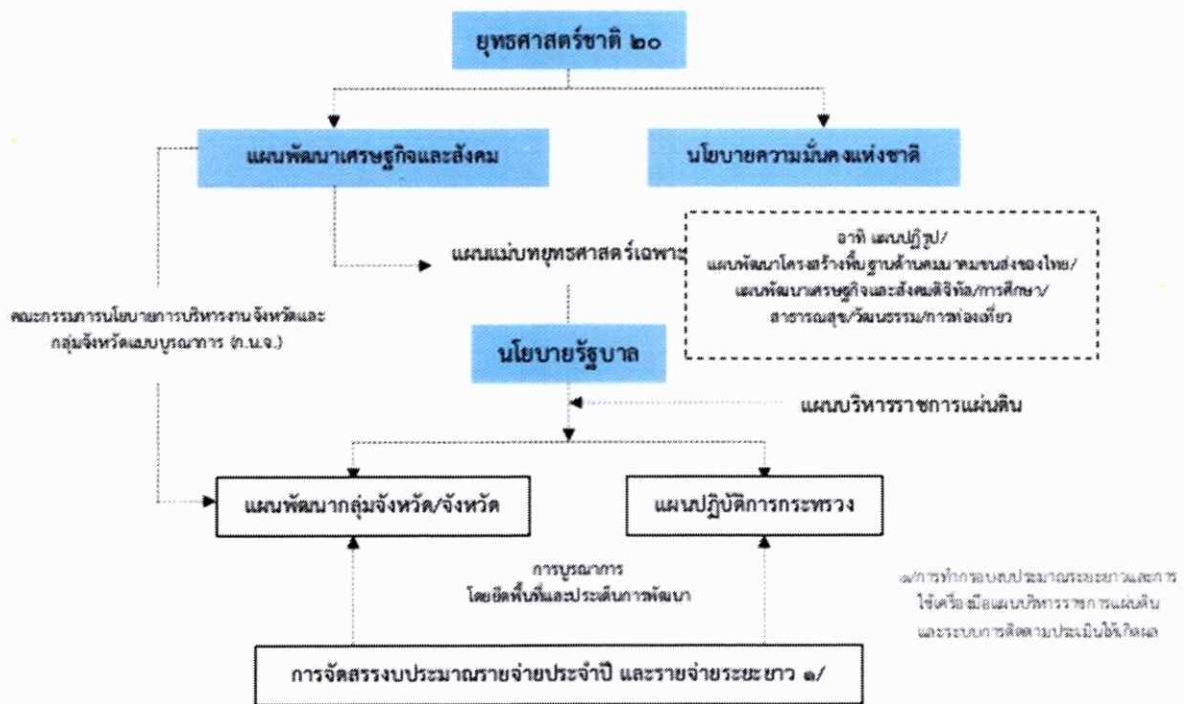 ยุทธศาสตร์ชาติ ๒๐
แผนพัฒนาเศรษฐกิจและสังคม
นโยบายความมั่นคงแห่งชาติ
แผนแม่บทยุทธศาสตร์เฉพาะ
อาทิ แผนปฏิรูป/
แผนพัฒนาโครงสร้างพื้นฐานด้านคมนาคมขนส่งของไทย/
แผนพัฒนาเศรษฐกิจและสังคมดิจิทัล/การศึกษา/
สาธารณสุข/วัฒนธรรม/การท่องเที่ยว
คณะกรรมการนโยบายการบริหารงานจังหวัดและ
กลุ่มจังหวัดแบบบูรณาการ (ก.น.จ.)
นโยบายรัฐบาล
แผนบริหารราชการแผ่นดิน
แผนพัฒนากลุ่มจังหวัด/จังหวัด
แผนปฏิบัติการกระทรวง
การบูรณาการ
โดยยึดพื้นที่และประเด็นการพัฒนา
๑/การทำกรอบงบประมาณระยะยาวและการ
ใช้เครื่องมือแผนบริหารราชการแผ่นดิน
และระบบการติดตามประเมินให้เกิดผล
การจัดสรรงบประมาณรายจ่ายประจำปี และรายจ่ายระยะยาว ๑/